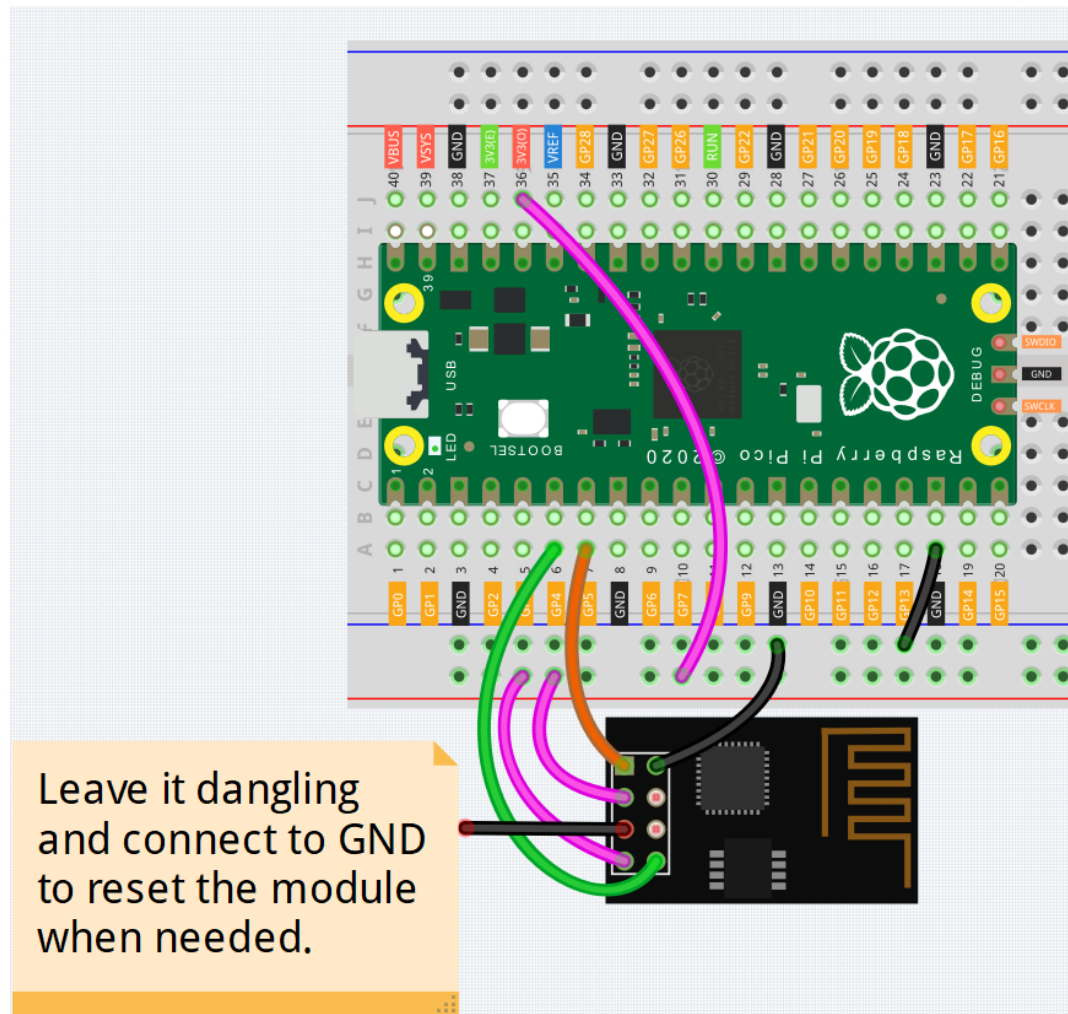 VBUS VSYS GND 3V3(E) 3V3(O) VREF GP28 GND GP27 GP26 RUN GP22 GND GP21 GP20 GP19 GP18 GND GP17 GP16
40 39 38 37 36 35 34 33 32 31 30 29 28 27 26 25 24 23 22 21
J
I
H
G
F
E
D
C
B
A
39
USB
LED
1
2
BOOTSEL
Raspberry Pi Pico ©2020
DEBUG
SWDIO
GND
SWCLK
1 2 3 4 5 6 7 8 9 10 12 13 14 15 16 17 19 20
GP0 GP1 GND GP2 GP4 GP5 GND GP6 GP7 GP9 GND GP10 GP11 GP12 GP13 GND GP14 GP15
Leave it dangling
and connect to GND
to reset the module
when needed.